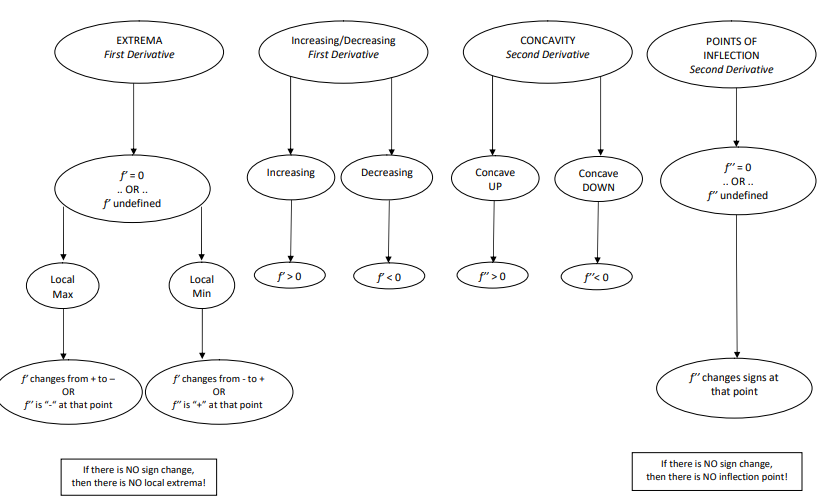 EXTREMA
First Derivative
Increasing/Decreasing
First Derivative
CONCAVITY
Second Derivative
POINTS OF
INFLECTION
Second Derivative
f′ = 0
.. OR ..
f′ undefined
Increasing
Decreasing
Concave
UP
Concave
DOWN
f′′ = 0
.. OR ..
f′′ undefined
Local
Max
Local
Min
f′ > 0
f′ < 0
f′′ > 0
f′′< 0
f′ changes from + to –
OR
f′′ is “-” at that point
f′ changes from - to +
OR
f′′ is “+” at that point
f′′ changes signs at
that point
If there is NO sign change,
then there is NO local extrema!
If there is NO sign change,
then there is NO inflection point!